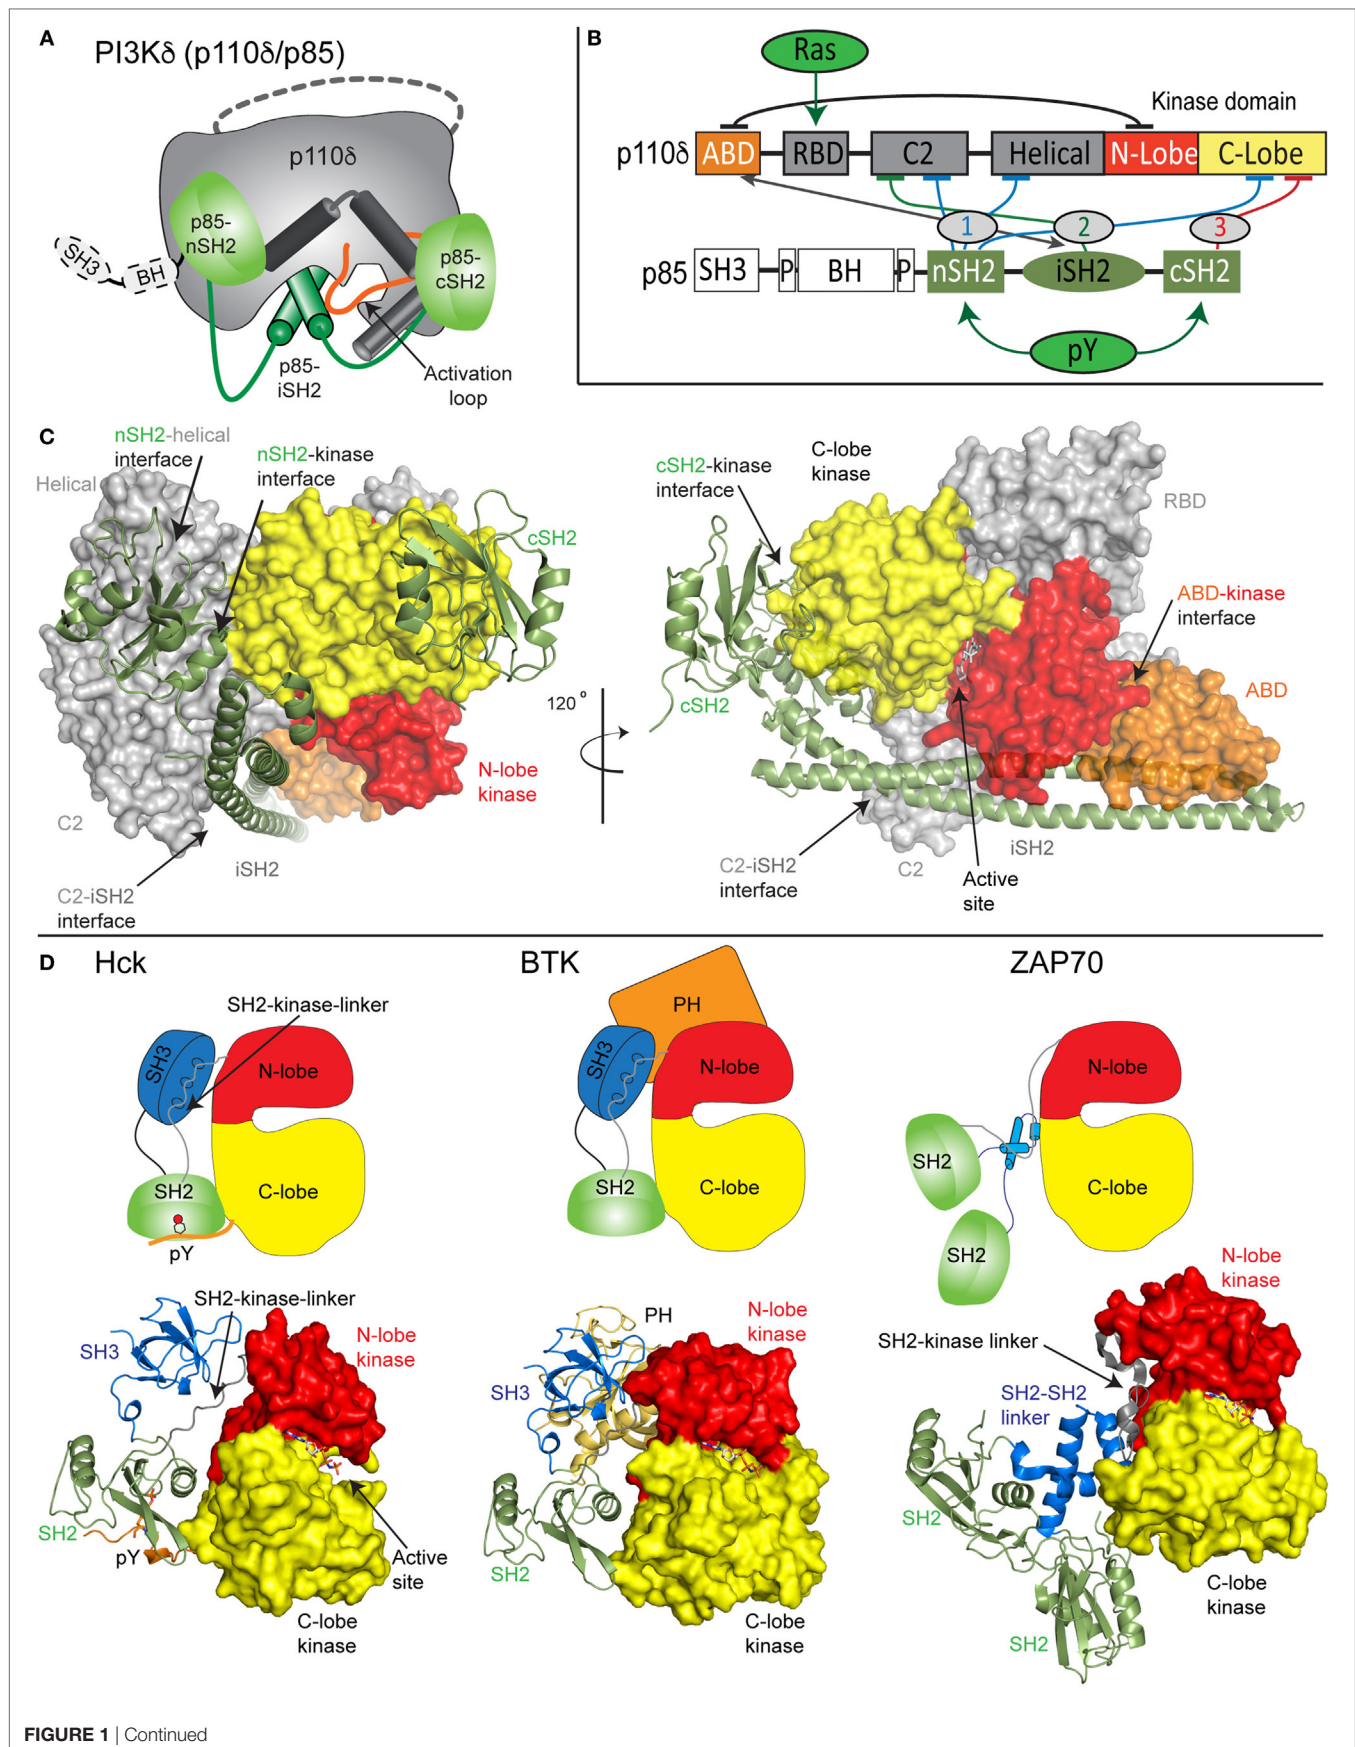 A
PI3Kδ (p110δ/p85)
p110δ
p85-
nSH2
SH3
BH
p85-
cSH2
p85-
iSH2
Activation
loop
B
Ras
Kinase domain
p110δ
ABD
RBD
C2
Helical
N-Lobe
C-Lobe
1
2
3
p85
SH3
P
BH
P
nSH2
iSH2
cSH2
pY
C
nSH2-helical
interface
Helical
nSH2-kinase
interface
cSH2
N-lobe
kinase
C2
iSH2
C2-iSH2
interface
120°
cSH2-kinase
interface
C-lobe
kinase
RBD
ABD-kinase
interface
ABD
cSH2
C2-iSH2
interface
C2
iSH2
Active
site
D
Hck
SH2-kinase-linker
SH3
N-lobe
SH2
C-lobe
pY
SH2-kinase-linker
SH3
N-lobe
kinase
SH2
pY
Active
site
C-lobe
kinase
BTK
PH
SH3
N-lobe
SH2
C-lobe
PH
N-lobe
kinase
SH3
SH2
C-lobe
kinase
ZAP70
N-lobe
SH2
C-lobe
SH2
N-lobe
kinase
SH2-kinase linker
SH2-SH2
linker
SH2
C-lobe
kinase
SH2
FIGURE 1 | Continued